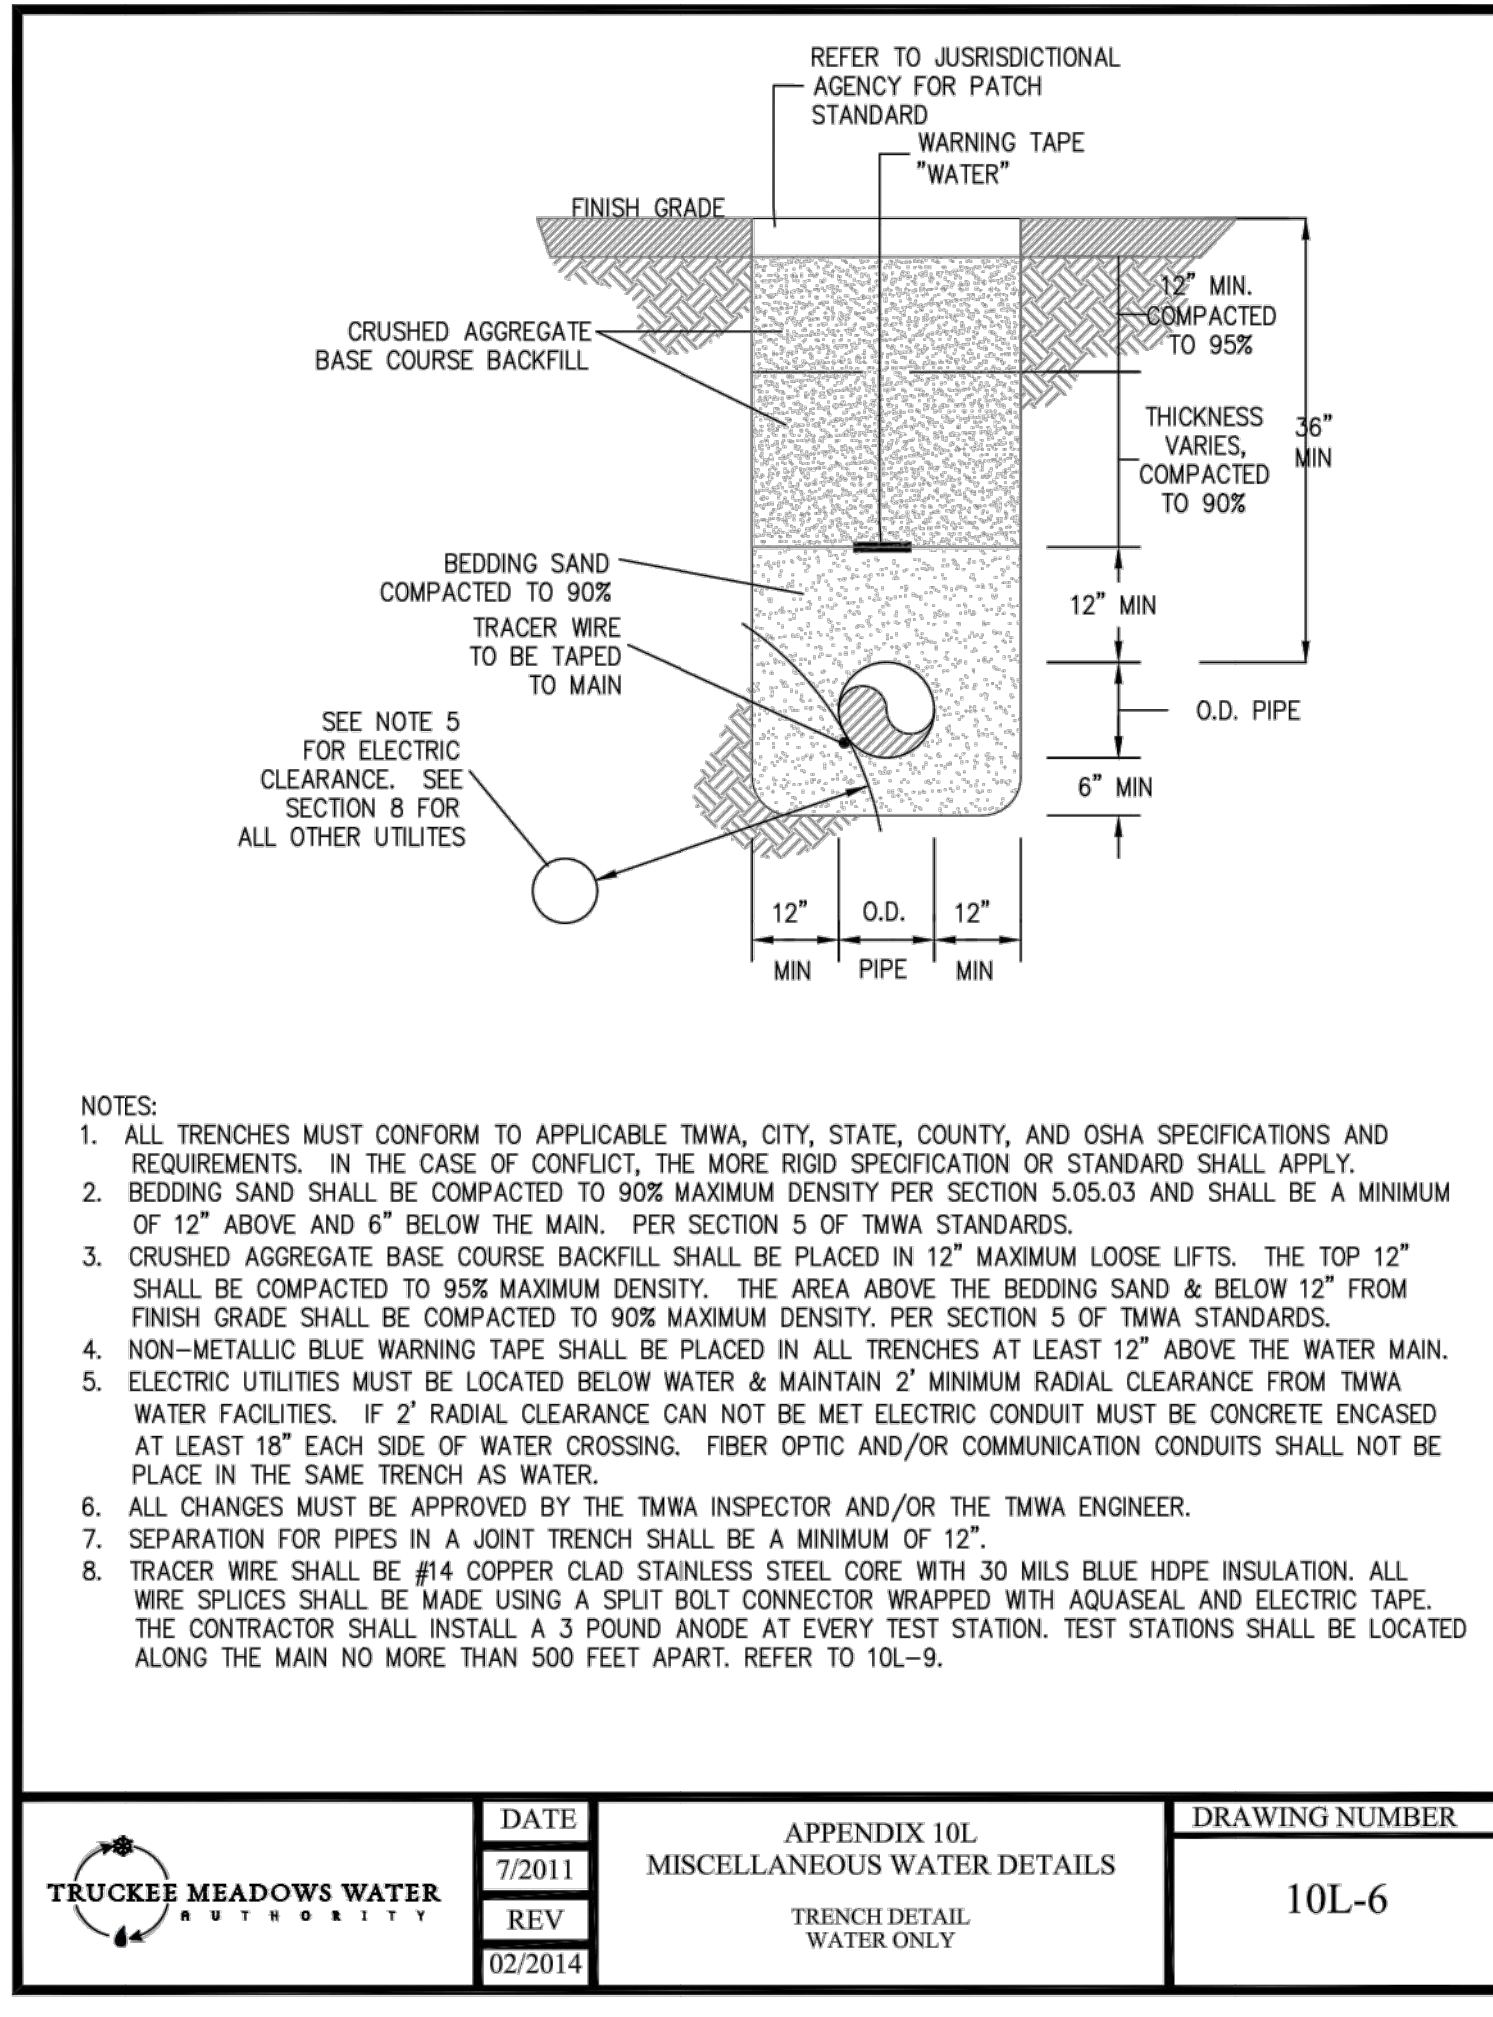 REFER TO JUSRISDICTIONAL
AGENCY FOR PATCH
STANDARD
WARNING TAPE
"WATER"
FINISH GRADE
12" MIN.
COMPACTED
TO 95%
CRUSHED AGGREGATE
BASE COURSE BACKFILL
THICKNESS
VARIES,
COMPACTED
TO 90%
36"
MIN
BEDDING SAND
COMPACTED TO 90%
12" MIN
TRACER WIRE
TO BE TAPED
TO MAIN
O.D. PIPE
SEE NOTE 5
FOR ELECTRIC
CLEARANCE. SEE
SECTION 8 FOR
ALL OTHER UTILITES
6" MIN
12" O.D. 12"
MIN PIPE MIN
NOTES:
1. ALL TRENCHES MUST CONFORM TO APPLICABLE TMWA, CITY, STATE, COUNTY, AND OSHA SPECIFICATIONS AND
REQUIREMENTS. IN THE CASE OF CONFLICT, THE MORE RIGID SPECIFICATION OR STANDARD SHALL APPLY.
2. BEDDING SAND SHALL BE COMPACTED TO 90% MAXIMUM DENSITY PER SECTION 5.05.03 AND SHALL BE A MINIMUM
OF 12" ABOVE AND 6" BELOW THE MAIN. PER SECTION 5 OF TMWA STANDARDS.
3. CRUSHED AGGREGATE BASE COURSE BACKFILL SHALL BE PLACED IN 12" MAXIMUM LOOSE LIFTS. THE TOP 12"
SHALL BE COMPACTED TO 95% MAXIMUM DENSITY. THE AREA ABOVE THE BEDDING SAND & BELOW 12" FROM
FINISH GRADE SHALL BE COMPACTED TO 90% MAXIMUM DENSITY. PER SECTION 5 OF TMWA STANDARDS.
4. NON-METALLIC BLUE WARNING TAPE SHALL BE PLACED IN ALL TRENCHES AT LEAST 12" ABOVE THE WATER MAIN.
5. ELECTRIC UTILITIES MUST BE LOCATED BELOW WATER & MAINTAIN 2' MINIMUM RADIAL CLEARANCE FROM TMWA
WATER FACILITIES. IF 2' RADIAL CLEARANCE CAN NOT BE MET ELECTRIC CONDUIT MUST BE CONCRETE ENCASED
AT LEAST 18" EACH SIDE OF WATER CROSSING. FIBER OPTIC AND/OR COMMUNICATION CONDUITS SHALL NOT BE
PLACE IN THE SAME TRENCH AS WATER.
6. ALL CHANGES MUST BE APPROVED BY THE TMWA INSPECTOR AND/OR THE TMWA ENGINEER.
7. SEPARATION FOR PIPES IN A JOINT TRENCH SHALL BE A MINIMUM OF 12".
8. TRACER WIRE SHALL BE #14 COPPER CLAD STAINLESS STEEL CORE WITH 30 MILS BLUE HDPE INSULATION. ALL
WIRE SPLICES SHALL BE MADE USING A SPLIT BOLT CONNECTOR WRAPPED WITH AQUASEAL AND ELECTRIC TAPE.
THE CONTRACTOR SHALL INSTALL A 3 POUND ANODE AT EVERY TEST STATION. TEST STATIONS SHALL BE LOCATED
ALONG THE MAIN NO MORE THAN 500 FEET APART. REFER TO 10L-9.
TRUCKEE MEADOWS WATER
AUTHORITY
DATE
7/2011
REV
02/2014
APPENDIX 10L
MISCELLANEOUS WATER DETAILS
TRENCH DETAIL
WATER ONLY
DRAWING NUMBER
10L-6